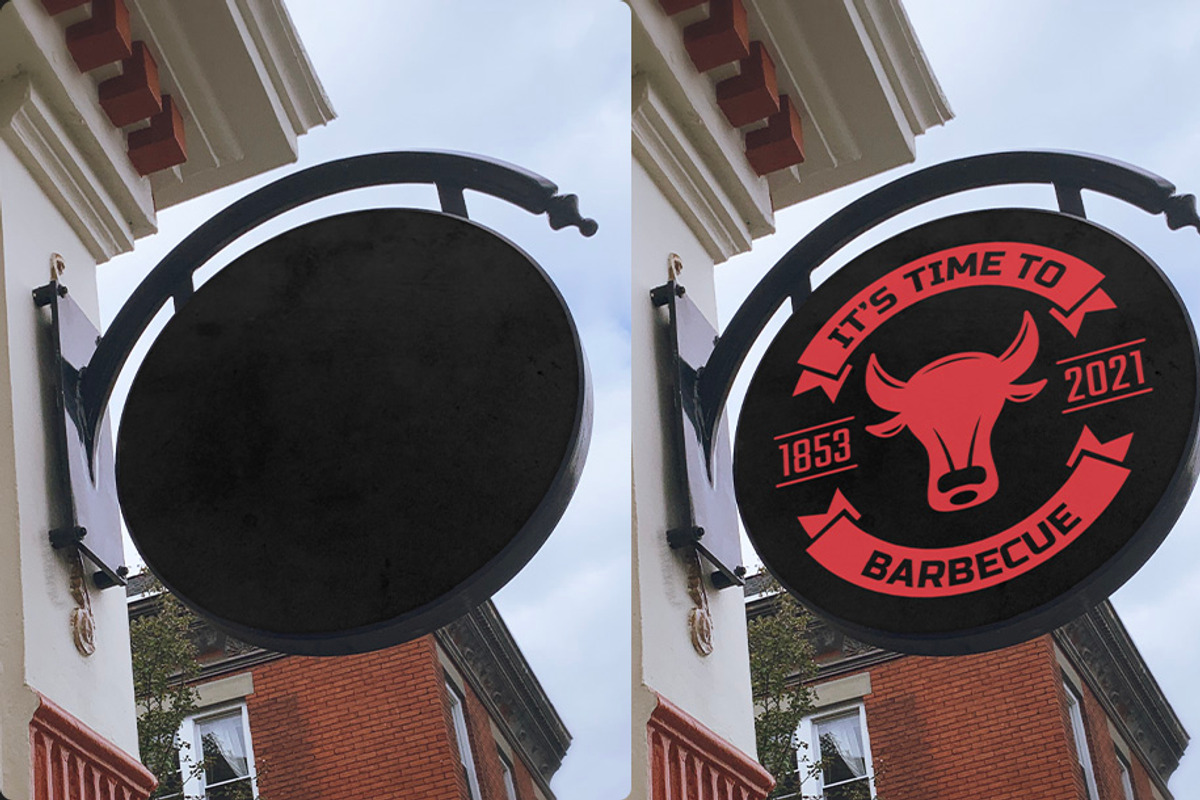 IT'S TIME TO
2021
1853
BARBECUE